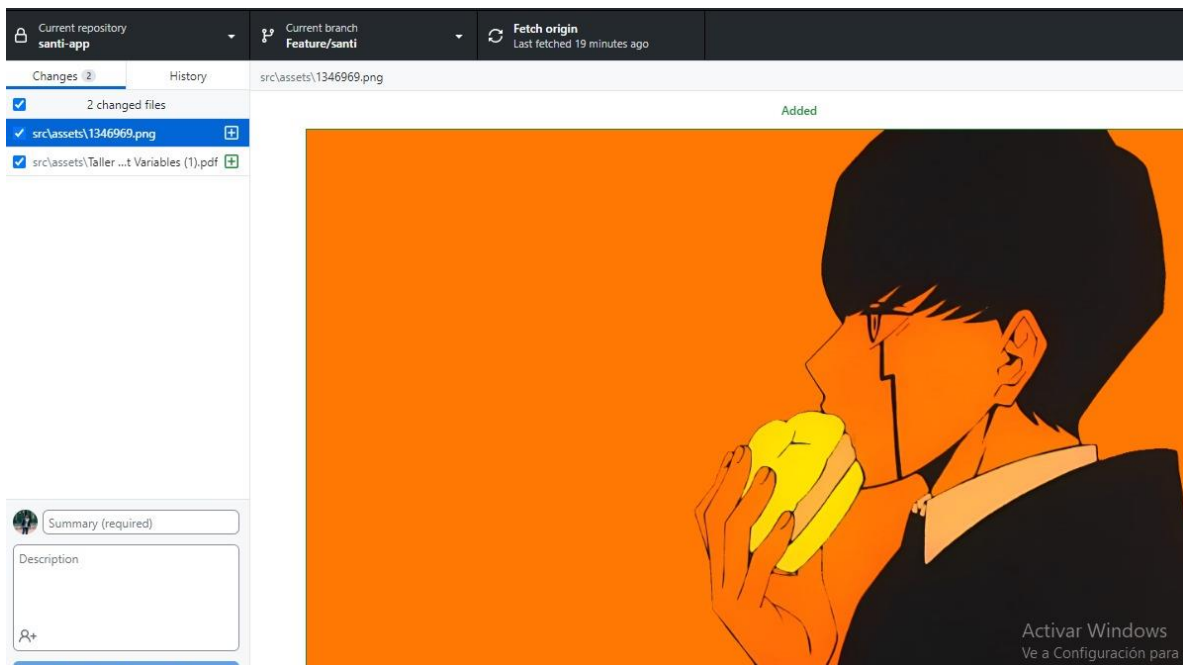 Current repository
santi-app
Current branch
Feature/santi
Fetch origin
Last fetched 19 minutes ago
Changes 2
History
src\assets\1346969.png
2 changed files
Added
src\assets\1346969.png
src\assets\Taller ...t Variables (1).pdf
Summary (required)
Description
Activar Windows
Ve a Configuración para